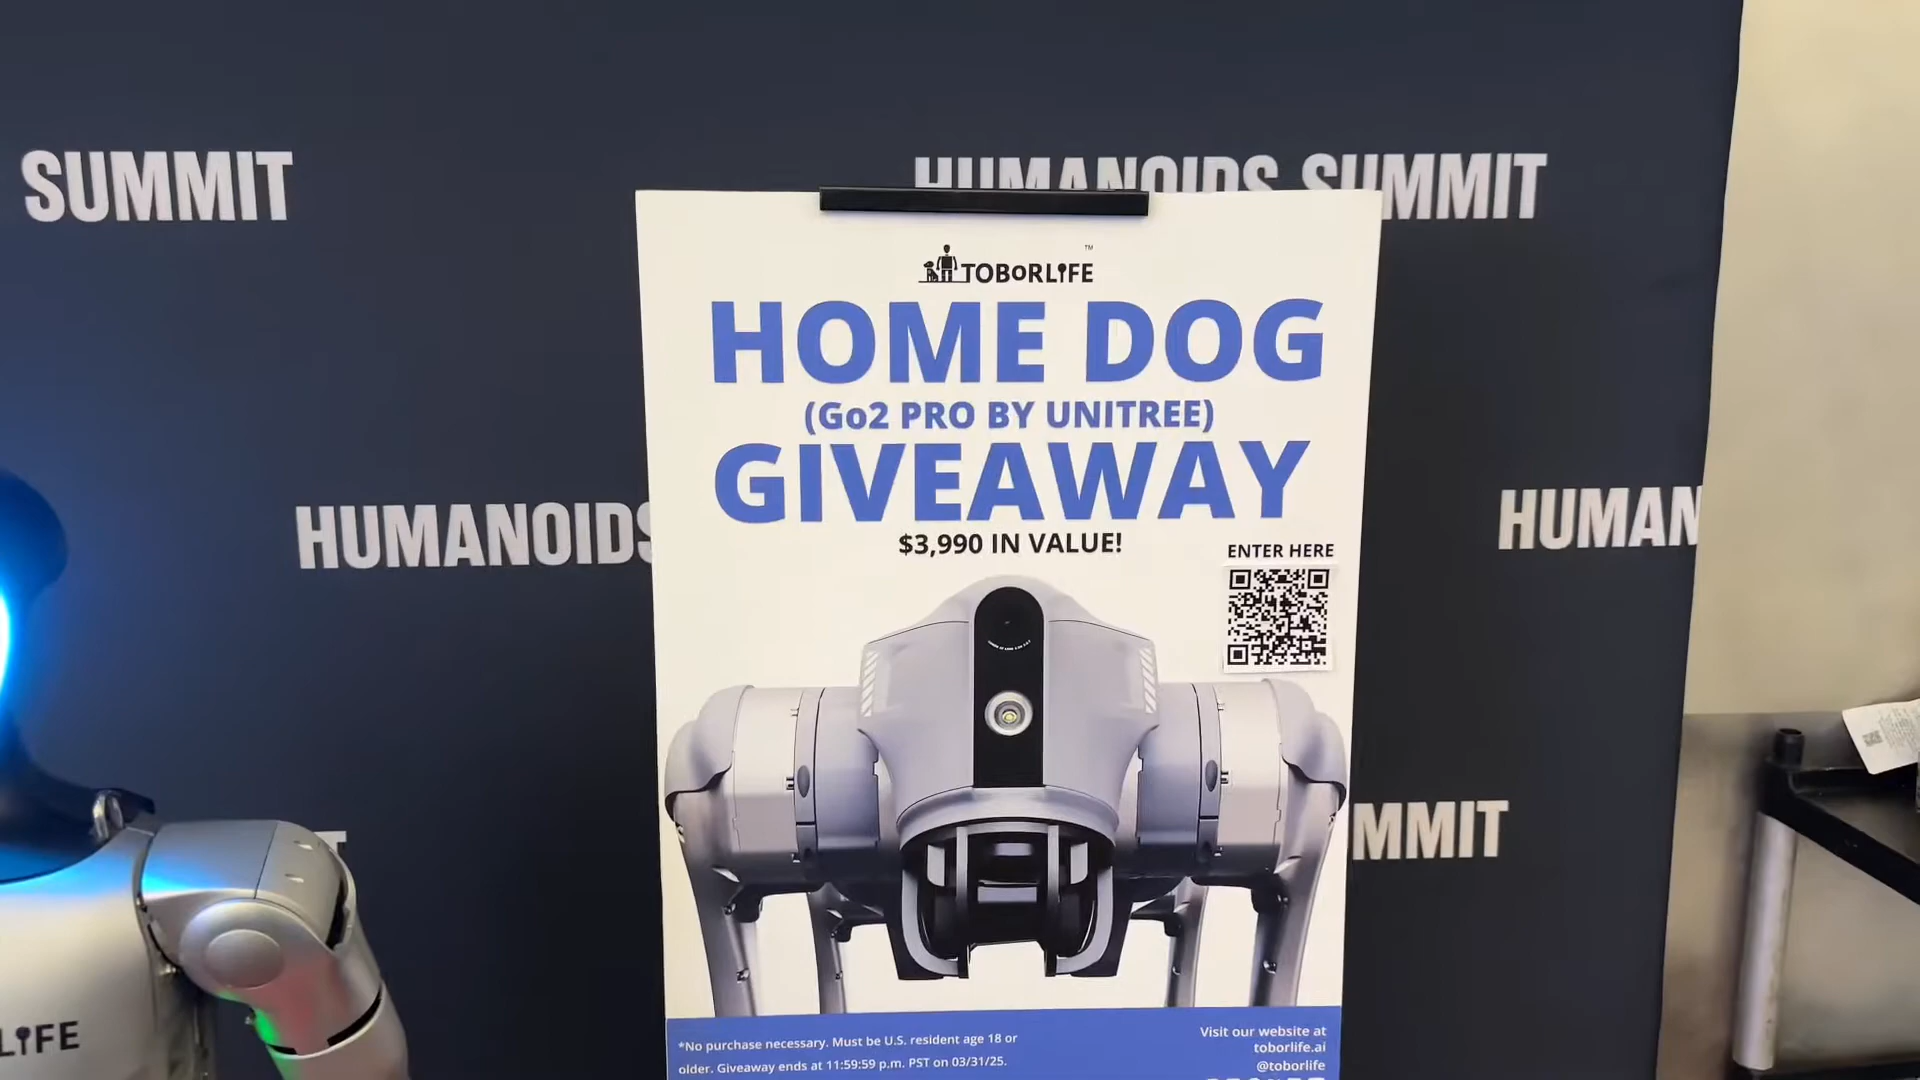 SUMMIT
HUMANOIDS SUMMIT
TOBORLIFE™
HOME DOG
(Go2 PRO BY UNITREE)
GIVEAWAY
$3,990 IN VALUE!
ENTER HERE
HUMANOIDS
HUMAN
MMIT
T
LIFE
*No purchase necessary. Must be U.S. resident age 18 or
older. Giveaway ends at 11:59:59 p.m. PST on 03/31/25.
Visit our website at
toborlife.ai
@toborlife